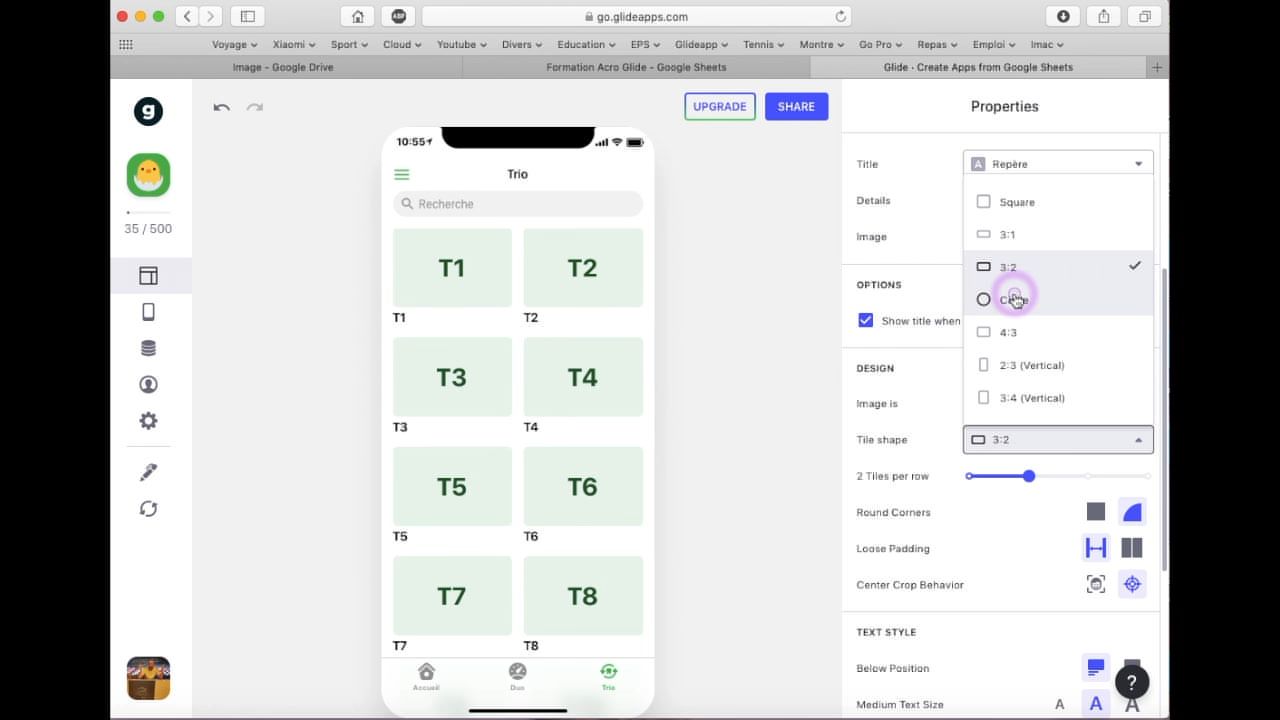 go.glideapps.com
ABP
Voyage Xiaomi Sport Cloud Youtube Divers Education EPS Glideapp Tennis Montre Go Pro Repas Emploi Imac
Image - Google Drive
Formation Acro Glide - Google Sheets
Glide · Create Apps from Google Sheets
g
35 / 500
UPGRADE
SHARE
10:55
Trio
Recherche
T1
T2
T1
T2
T3
T4
T3
T4
T5
T6
T5
T6
T7
T8
T7
T8
Accueil
Duo
Trio
Properties
Title
A Repère
Details
Square
Image
3:1
3:2
OPTIONS
Show title when
4:3
DESIGN
2:3 (Vertical)
Image is
3:4 (Vertical)
Tile shape
3:2
2 Tiles per row
Round Corners
Loose Padding
Center Crop Behavior
TEXT STYLE
Below Position
Medium Text Size
A A A
?